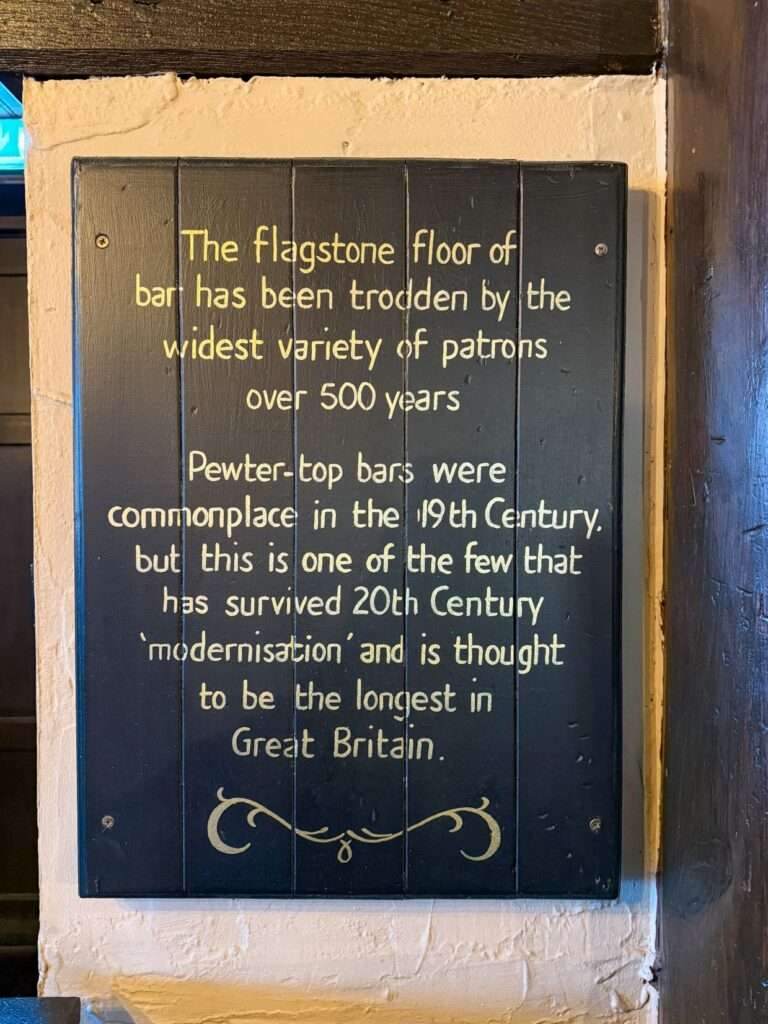 The flagstone floor of
bar has been trodden by the
widest variety of patrons
over 500 years
Pewter-top bars were
commonplace in the 19th Century.
but this is one of the few that
has survived 20th Century
'modernisation' and is thought
to be the longest in
Great Britain.